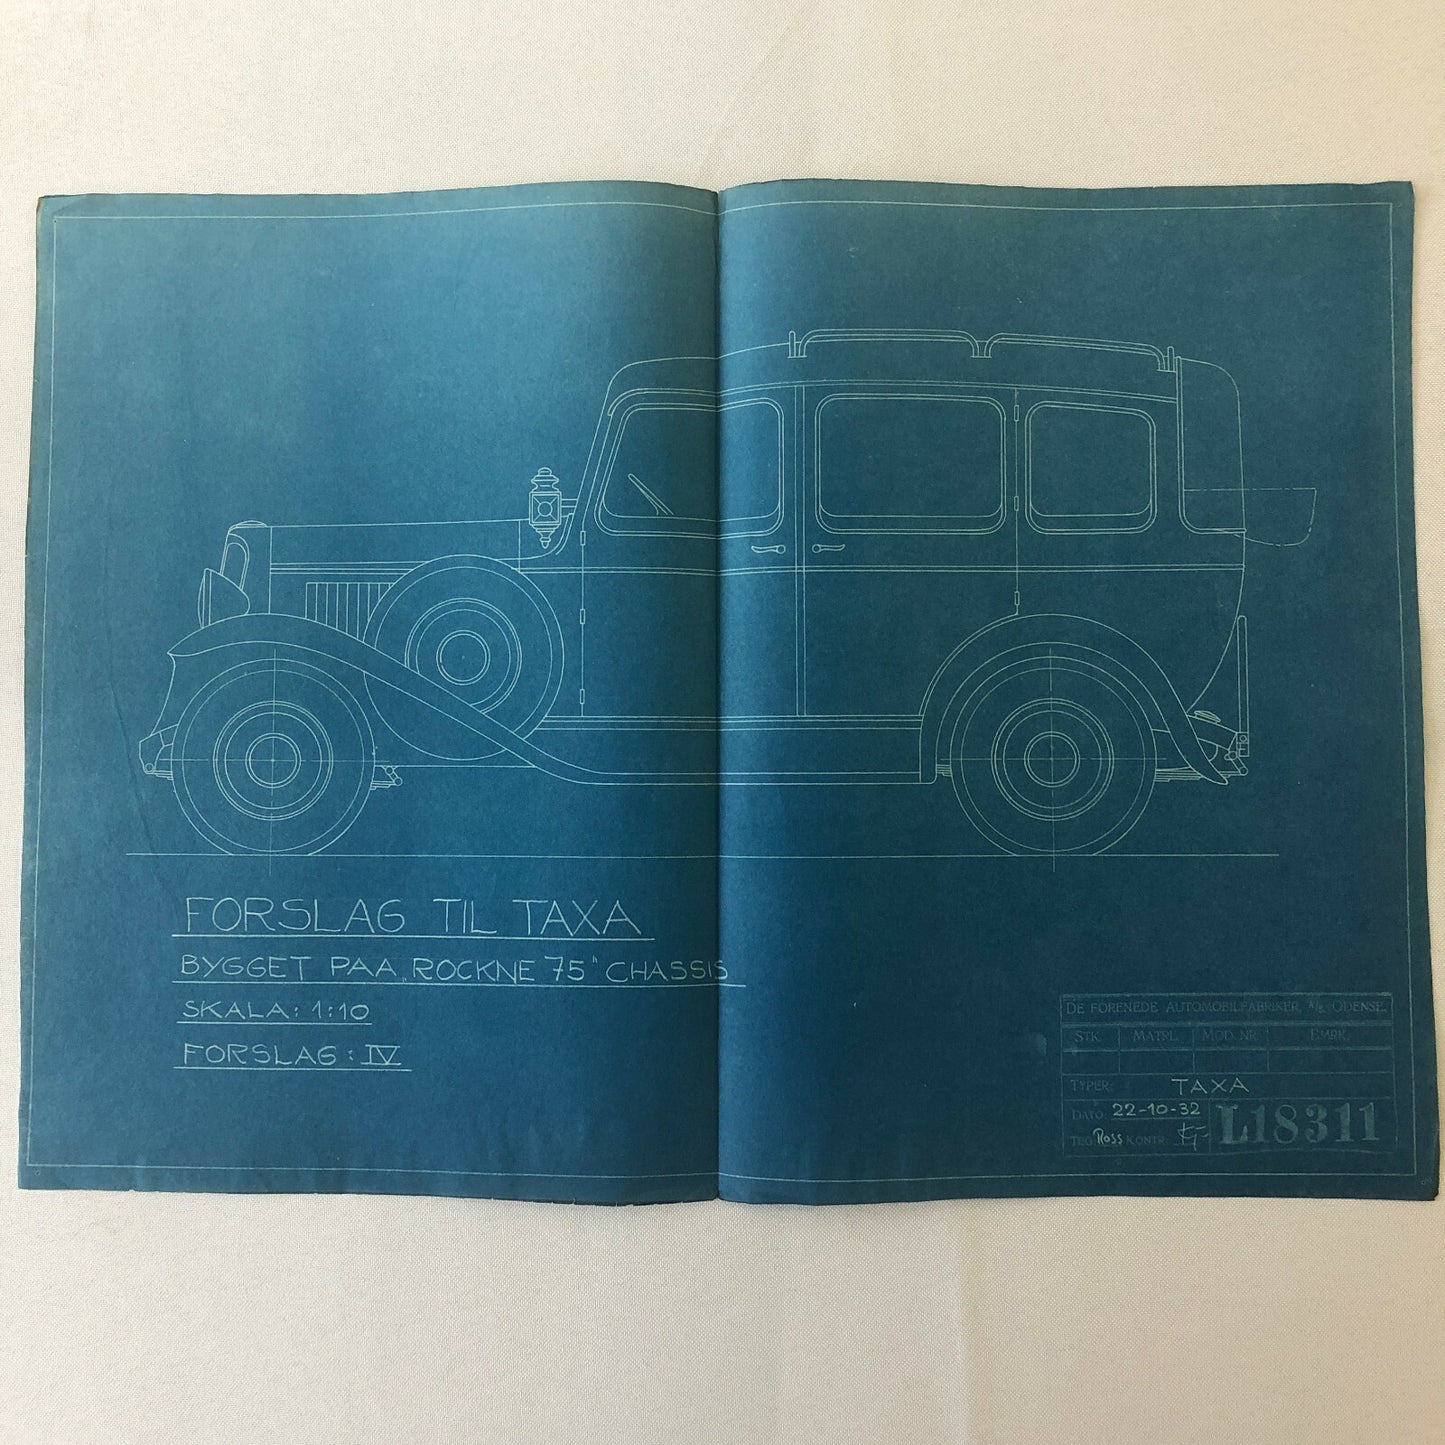 FORSLAG TIL TAXA
BYGGET PAA „ROCKNE 75" CHASSIS
SKALA: 1:10
FORSLAG: IV
DE FORENEDE AUTOMOBILFABRIKER, A/S ODENSE.
STK. MATRL. MOD. NR. BMRK.
TYPER: TAXA
DATO: 22-10-32
TEG. Ross KONTR.
L18311